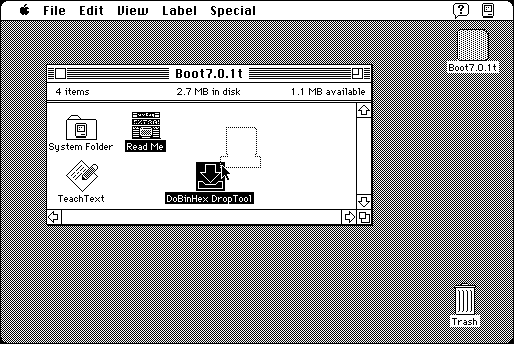 File Edit View Label Special
Boot7.0.1t
Boot7.0.1t
4 items 2.7 MB in disk 1.1 MB available
System Folder Read Me
TeachText DoBinHex DropTool
Trash